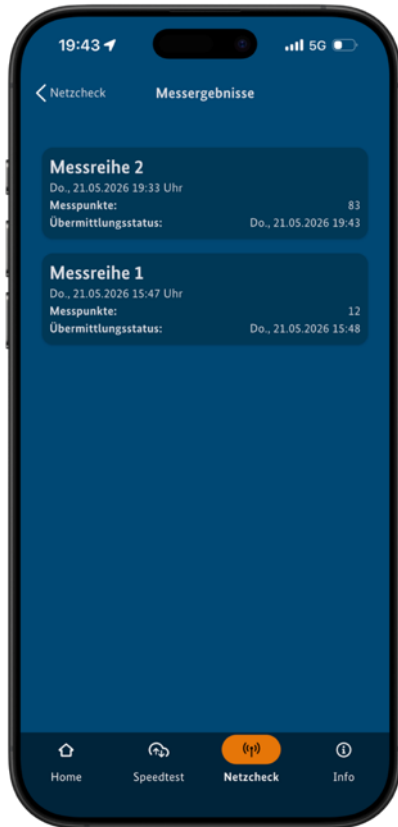 19:43 5G
Netzcheck Messergebnisse
Messreihe 2
Do., 21.05.2026 19:33 Uhr
Messpunkte: 83
Übermittlungsstatus: Do., 21.05.2026 19:43
Messreihe 1
Do., 21.05.2026 15:47 Uhr
Messpunkte: 12
Übermittlungsstatus: Do., 21.05.2026 15:48
Home Speedtest Netzcheck Info